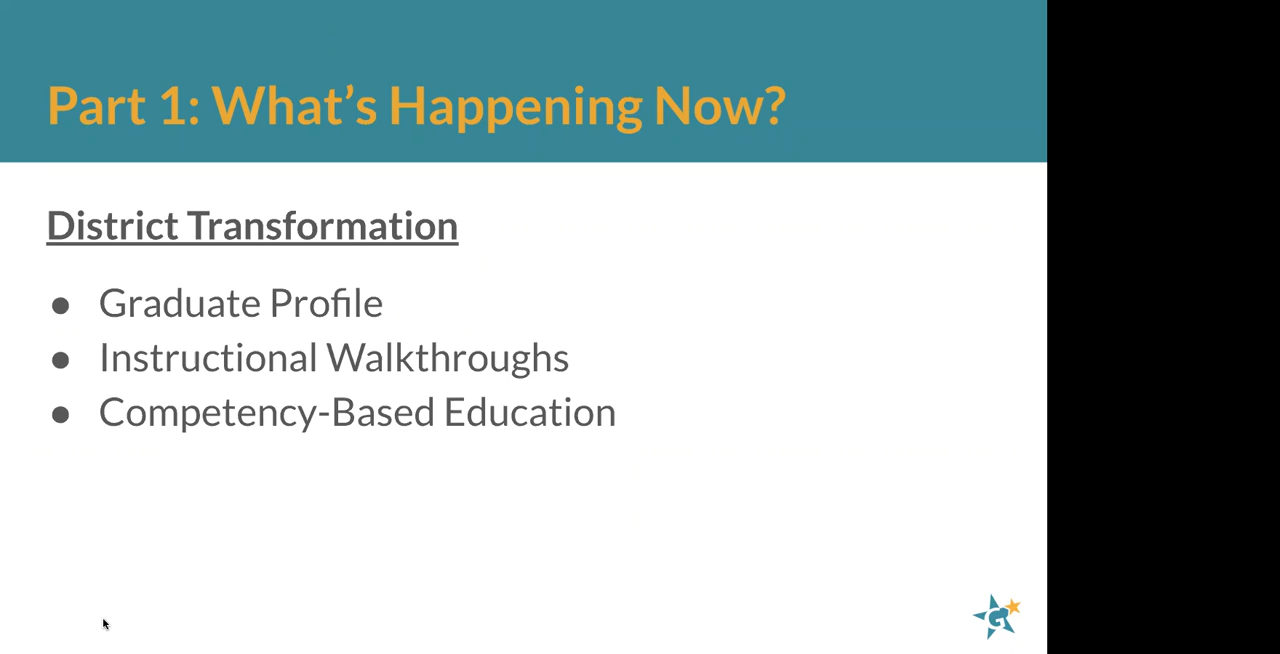 Part 1: What’s Happening Now?
District Transformation
● Graduate Profile
● Instructional Walkthroughs
● Competency-Based Education
G